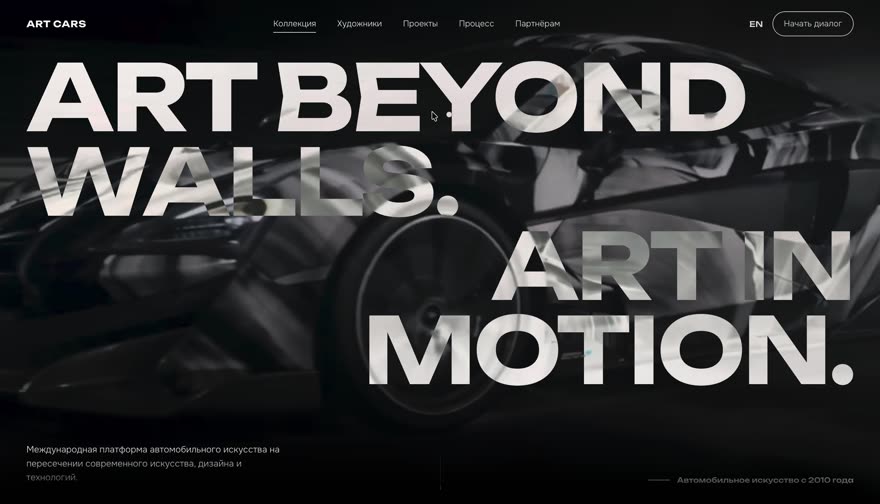 ART CARS
Коллекция
Художники
Проекты
Процесс
Партнёрам
EN
Начать диалог
ART BEYOND
WALLS.
ART IN
MOTION.
Международная платформа автомобильного искусства на
пересечении современного искусства, дизайна и
технологий.
Автомобильное искусство с 2010 года